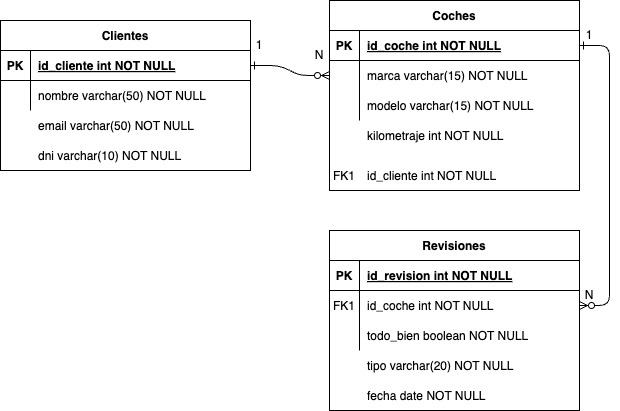 Clientes
PK id_cliente int NOT NULL
nombre varchar(50) NOT NULL
email varchar(50) NOT NULL
dni varchar(10) NOT NULL
1
N
Coches
PK id_coche int NOT NULL
marca varchar(15) NOT NULL
modelo varchar(15) NOT NULL
kilometraje int NOT NULL
FK1 id_cliente int NOT NULL
1
N
Revisiones
PK id_revision int NOT NULL
FK1 id_coche int NOT NULL
todo_bien boolean NOT NULL
tipo varchar(20) NOT NULL
fecha date NOT NULL